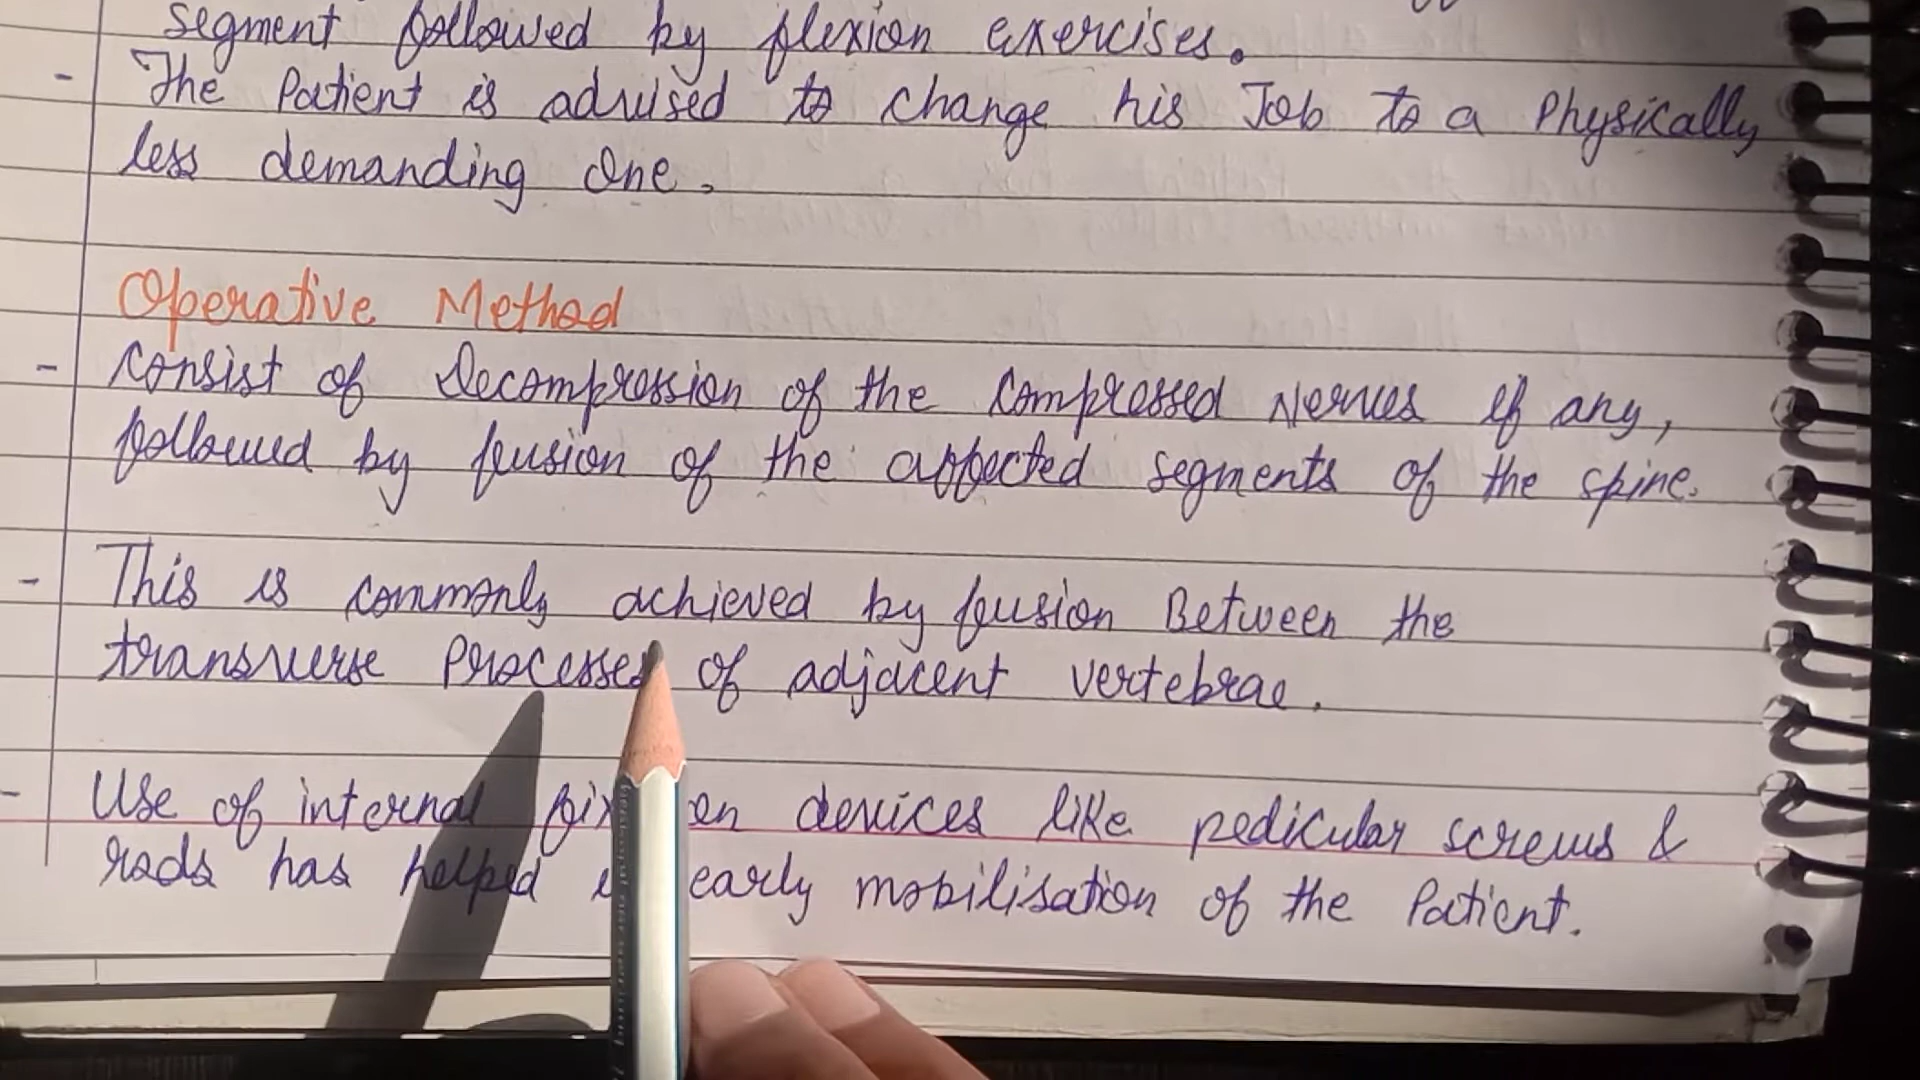 segment followed by flexion exercises.
- The Patient is advised to change his Job to a Physically
less demanding one.
Operative Method
- Consist of Decompression of the compressed Nerves if any,
followed by fusion of the affected segments of the spine.
- This is commonly achieved by fusion Between the
transverse Processes of adjacent vertebrae.
- Use of internal devices like pedicular screws &
rods has helped early mobilisation of the Patient.